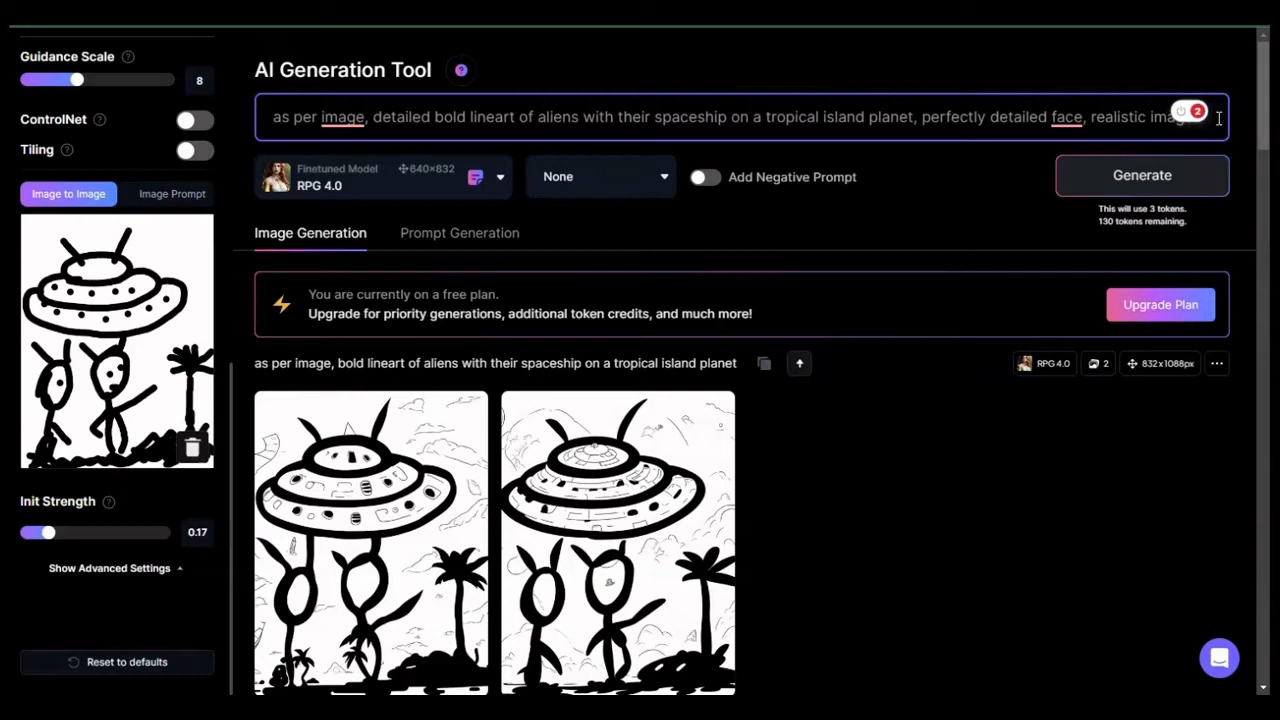 Guidance Scale
8
ControlNet
Tiling
Image to Image
Image Prompt
Init Strength
0.17
Show Advanced Settings
Reset to defaults
AI Generation Tool
as per image, detailed bold lineart of aliens with their spaceship on a tropical island planet, perfectly detailed face, realistic
2
Finetuned Model
640×832
RPG 4.0
None
Add Negative Prompt
Generate
This will use 3 tokens.
130 tokens remaining.
Image Generation
Prompt Generation
You are currently on a free plan.
Upgrade for priority generations, additional token credits, and much more!
Upgrade Plan
as per image, bold lineart of aliens with their spaceship on a tropical island planet
RPG 4.0
2
832x1088px